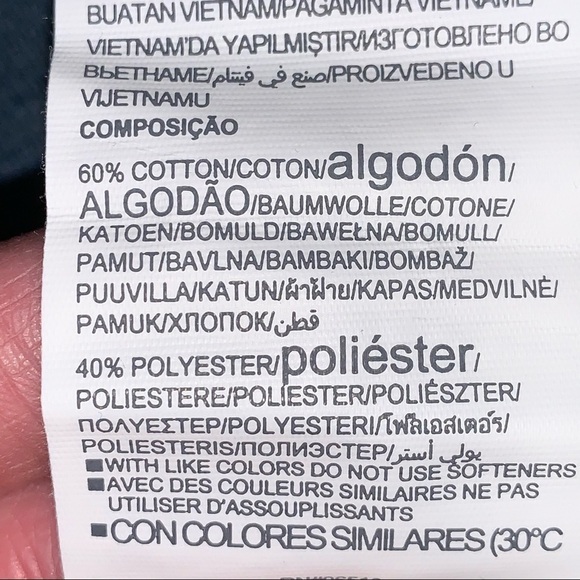 BUATAN VIETNAM/PAGAMINTA VIETNAME/
VIETNAM'DA YAPILMIŞTIR/ИЗГОТОВЛЕНО ВО
ВЬЕТНАМЕ/صنع في فيتنام/PROIZVEDENO U
VIJETNAMU
COMPOSIÇÃO
60% COTTON/COTON/algodón/
ALGODÃO/BAUMWOLLE/COTONE/
KATOEN/BOMULD/BAWEŁNA/BOMULL/
PAMUT/BAVLNA/BAMBAKI/BOMBAŽ/
PUUVILLA/KATUN/ผ้าฝ้าย/KAPAS/MEDVILNĖ/
PAMUK/ХЛОПОК/قطن
40% POLYESTER/poliéster/
POLIESTERE/POLIESTER/POLIÉSZTER/
ΠΟΛΥΕΣΤΕΡ/POLYESTERI/โพลีเอสเตอร์/
POLIESTERIS/ПОЛИЭСТЕР/بولي أستر
■WITH LIKE COLORS DO NOT USE SOFTENERS
■AVEC DES COULEURS SIMILAIRES NE PAS
UTILISER D'ASSOUPLISSANTS
■CON COLORES SIMILARES (30°C